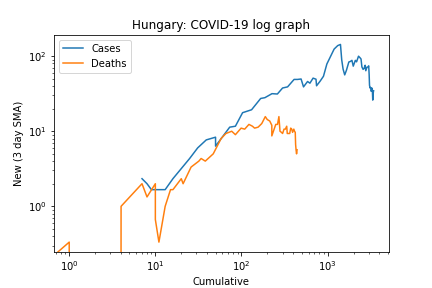 Hungary: COVID-19 log graph
Cases
Deaths
New (3 day SMA)
10²
10¹
10⁰
10⁰ 10¹ 10² 10³
Cumulative